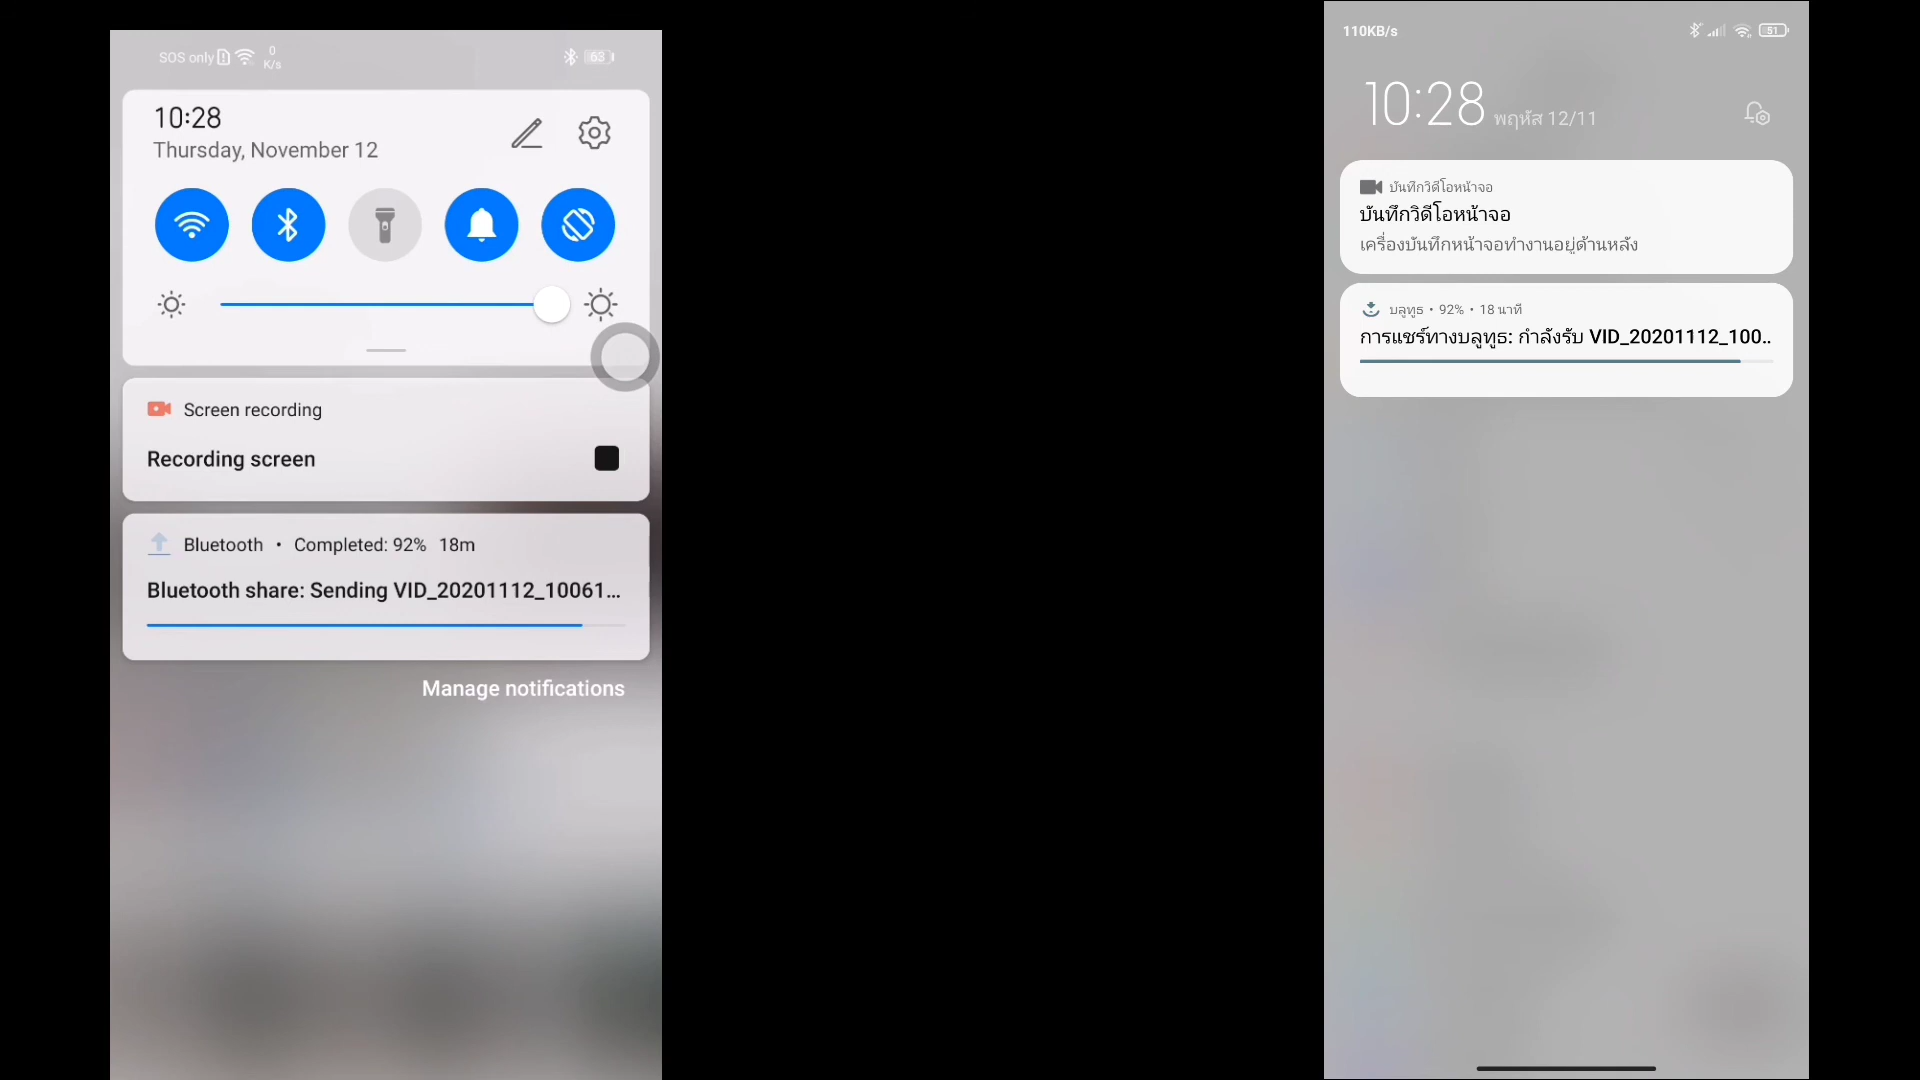 SOS only
0
K/s
63
10:28
Thursday, November 12
Screen recording
Recording screen
Bluetooth • Completed: 92% 18m
Bluetooth share: Sending VID_20201112_10061...
Manage notifications
110KB/s
51
10:28 พฤหัส 12/11
บันทึกวิดีโอหน้าจอ
บันทึกวิดีโอหน้าจอ
เครื่องบันทึกหน้าจอทำงานอยู่ด้านหลัง
บลูทูธ • 92% • 18 นาที
การแชร์ทางบลูทูธ: กำลังรับ VID_20201112_100..